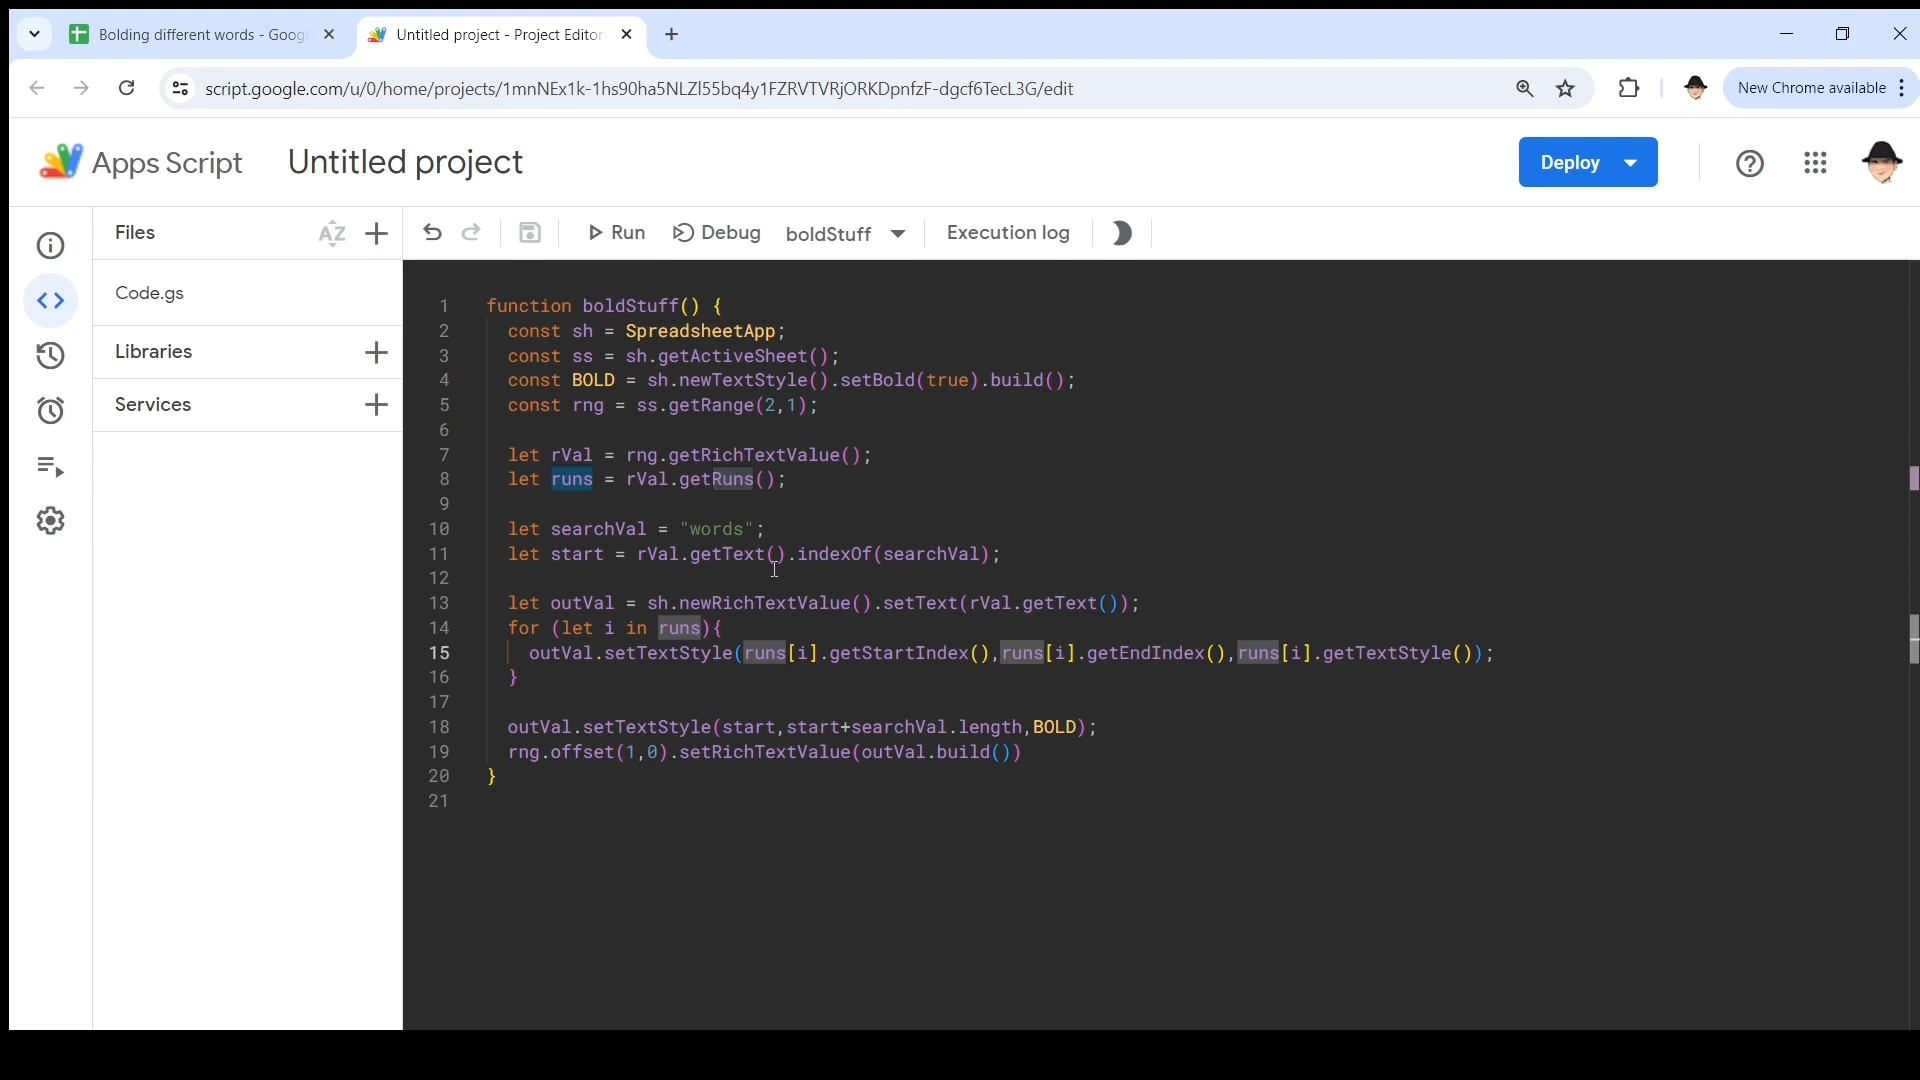 Bolding different words - Goog
Untitled project - Project Editor
script.google.com/u/0/home/projects/1mnNEx1k-1hs90ha5NLZl55bq4y1FZRVTVRjORKDpnfzF-dgcf6TecL3G/edit
New Chrome available
Apps Script
Untitled project
Deploy
Files
AZ
Run
Debug
boldStuff
Execution log
Code.gs
Libraries
Services
1 function boldStuff() {
2 const sh = SpreadsheetApp;
3 const ss = sh.getActiveSheet();
4 const BOLD = sh.newTextStyle().setBold(true).build();
5 const rng = ss.getRange(2,1);
6
7 let rVal = rng.getRichTextValue();
8 let runs = rVal.getRuns();
9
10 let searchVal = "words";
11 let start = rVal.getText().indexOf(searchVal);
12
13 let outVal = sh.newRichTextValue().setText(rVal.getText());
14 for (let i in runs){
15 outVal.setTextStyle(runs[i].getStartIndex(),runs[i].getEndIndex(),runs[i].getTextStyle());
16 }
17
18 outVal.setTextStyle(start,start+searchVal.length,BOLD);
19 rng.offset(1,0).setRichTextValue(outVal.build())
20 }
21